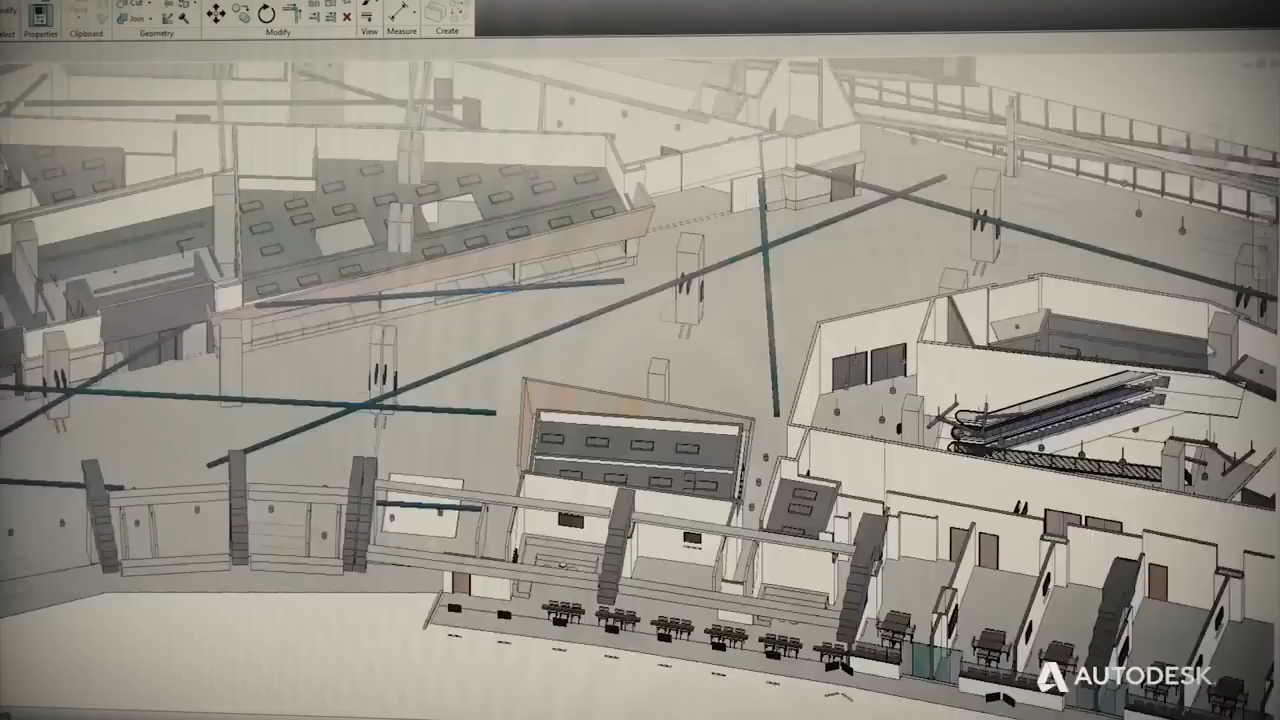 Cut
Join
Properties
Clipboard
Geometry
Modify
View
Measure
Create
AUTODESK